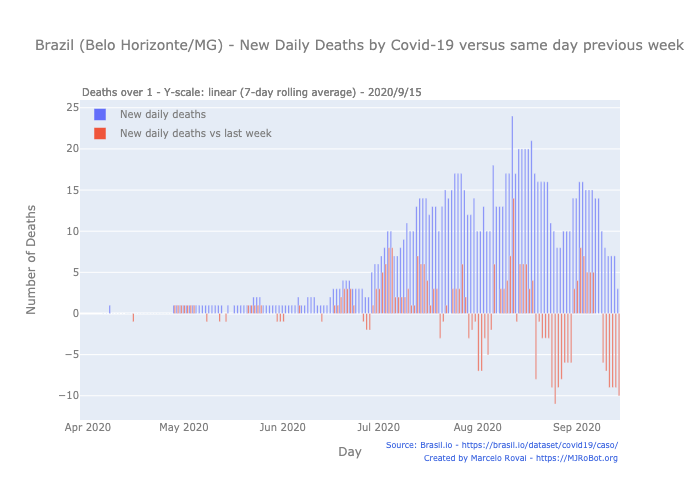 Brazil (Belo Horizonte/MG) - New Daily Deaths by Covid-19 versus same day previous week
Deaths over 1 - Y-scale: linear (7-day rolling average) - 2020/9/15
New daily deaths
New daily deaths vs last week
Number of Deaths
25
20
15
10
5
0
−5
−10
Apr 2020
May 2020
Jun 2020
Jul 2020
Aug 2020
Sep 2020
Day
Source: Brasil.io - https://brasil.io/dataset/covid19/caso/
Created by Marcelo Rovai - https://MJRoBot.org